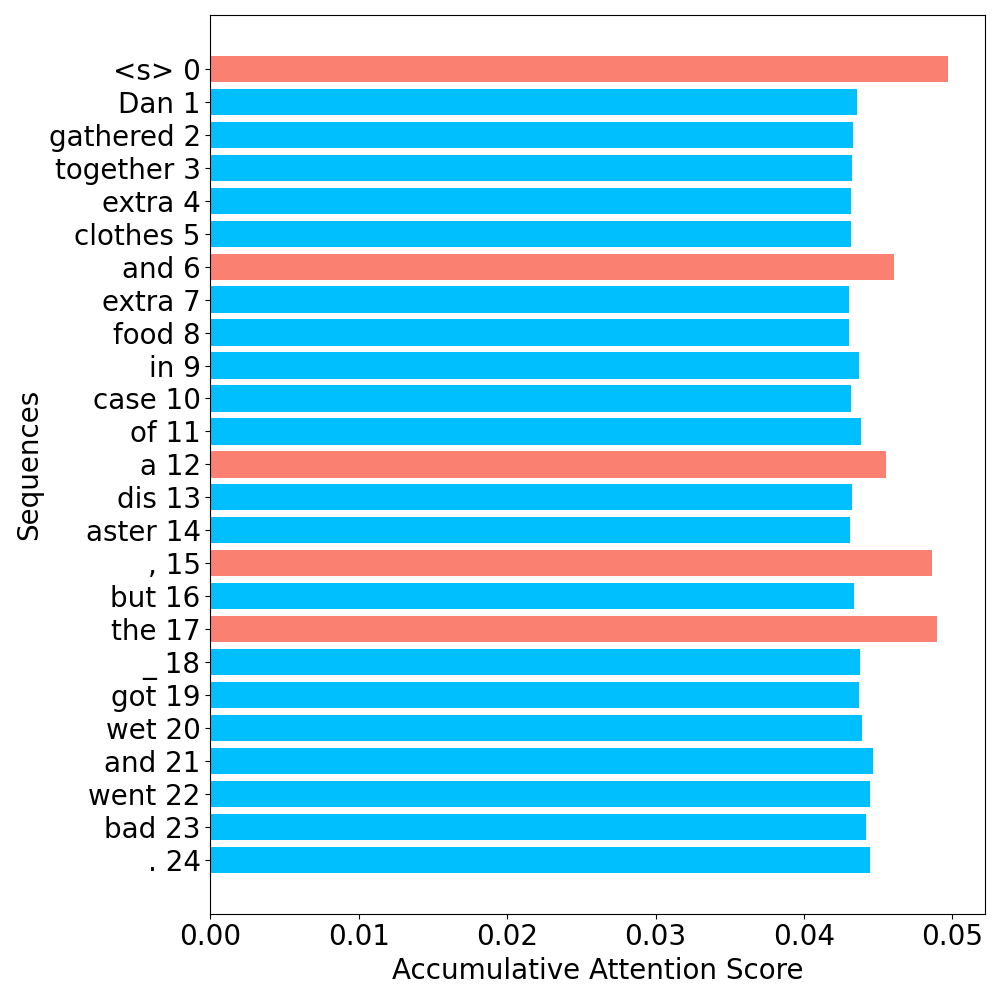 <s> 0
Dan 1
gathered 2
together 3
extra 4
clothes 5
and 6
extra 7
food 8
in 9
case 10
of 11
a 12
dis 13
aster 14
, 15
but 16
the 17
_ 18
got 19
wet 20
and 21
went 22
bad 23
. 24
Sequences
0.00 0.01 0.02 0.03 0.04 0.05
Accumulative Attention Score